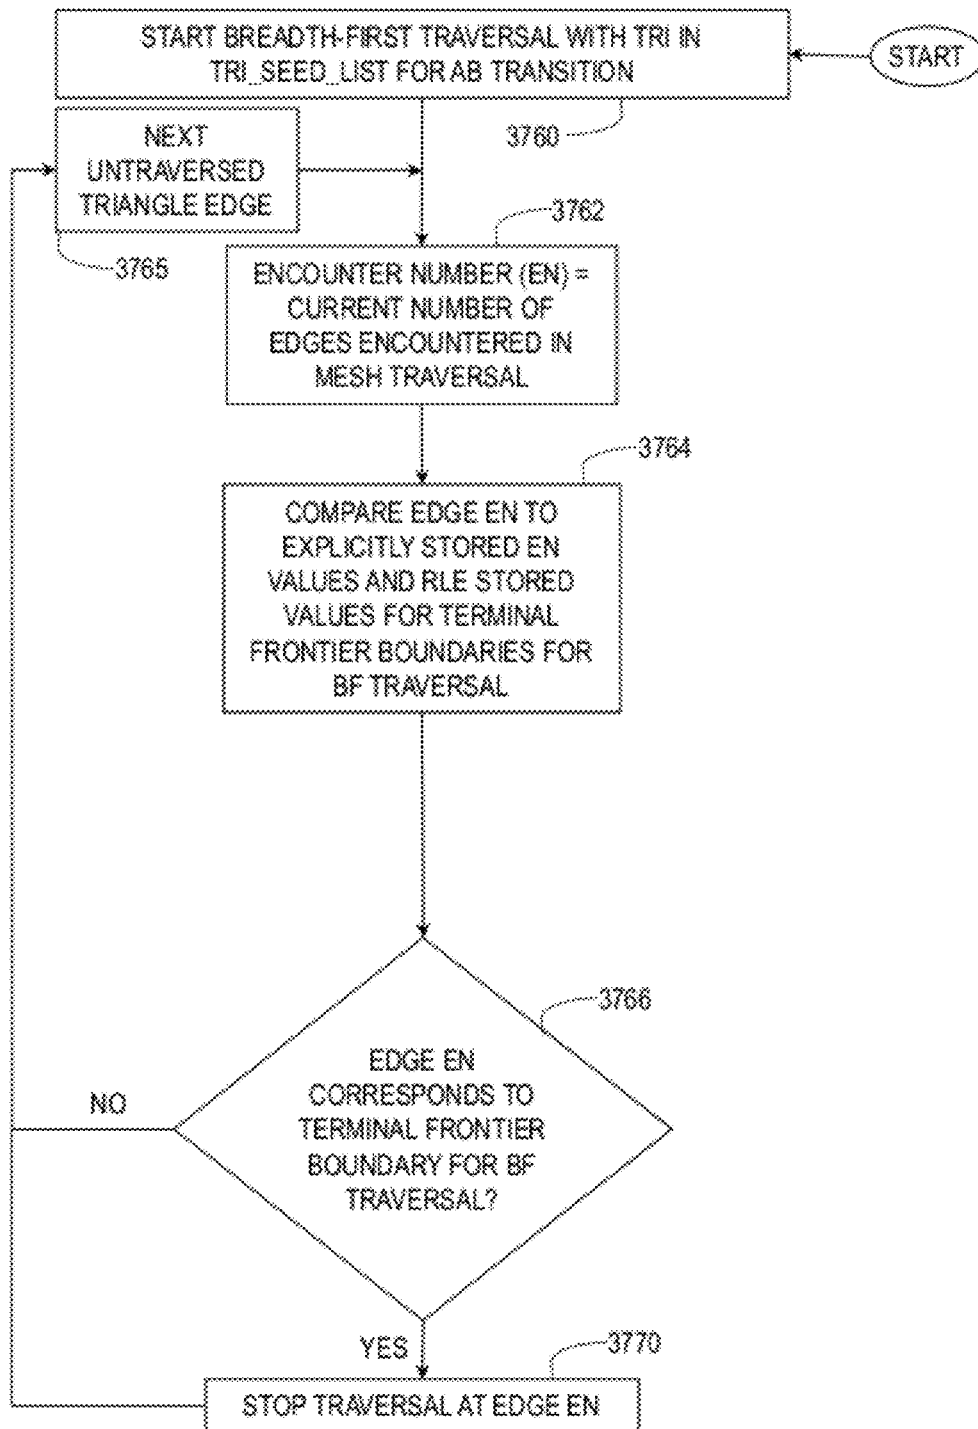 START BREADTH-FIRST TRAVERSAL WITH TRI IN
TRI_SEED_LIST FOR AB TRANSITION
START
3760
NEXT
UNTRAVERSED
TRIANGLE EDGE
3765
3762
ENCOUNTER NUMBER (EN) =
CURRENT NUMBER OF
EDGES ENCOUNTERED IN
MESH TRAVERSAL
3764
COMPARE EDGE EN TO
EXPLICITLY STORED EN
VALUES AND RLE STORED
VALUES FOR TERMINAL
FRONTIER BOUNDARIES FOR
BF TRAVERSAL
3766
EDGE EN
CORRESPONDS TO
TERMINAL FRONTIER
BOUNDARY FOR BF
TRAVERSAL?
NO
YES
3770
STOP TRAVERSAL AT EDGE EN